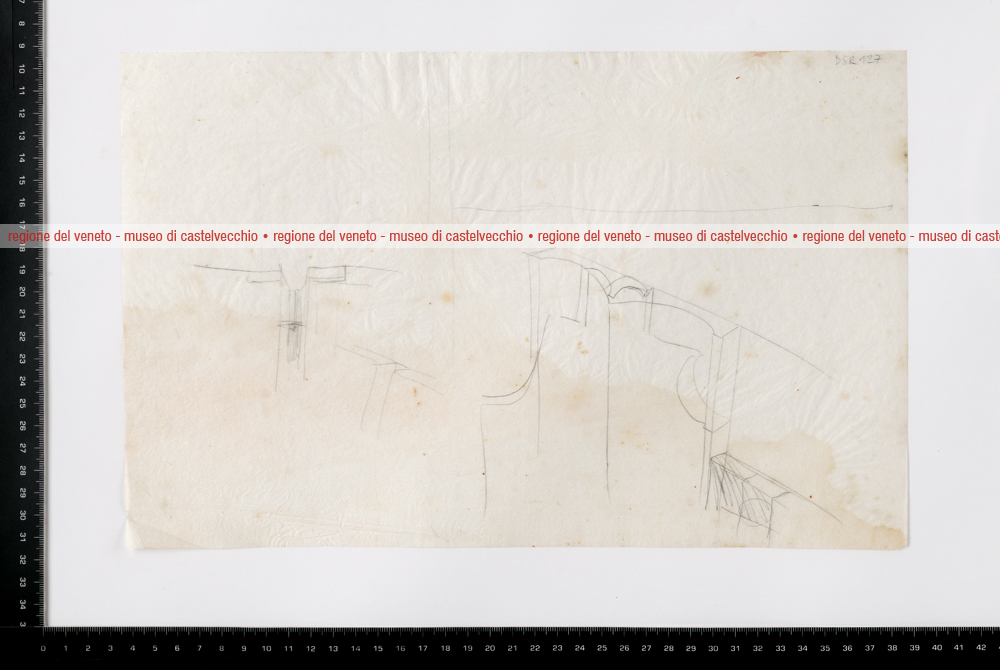 DSR 127
regione del veneto - museo di castelvecchio • regione del veneto - museo di castelvecchio • regione del veneto - museo di castelvecchio • regione del veneto - museo di cast
7 8 9 10 11 12 13 14 15 16 17 18 19 20 21 22 23 24 25 26 27 28 29 30 31 32 33 34 3
0 1 2 3 4 5 6 7 8 9 10 11 12 13 14 15 16 17 18 19 20 21 22 23 24 25 26 27 28 29 30 31 32 33 34 35 36 37 38 39 40 41 42